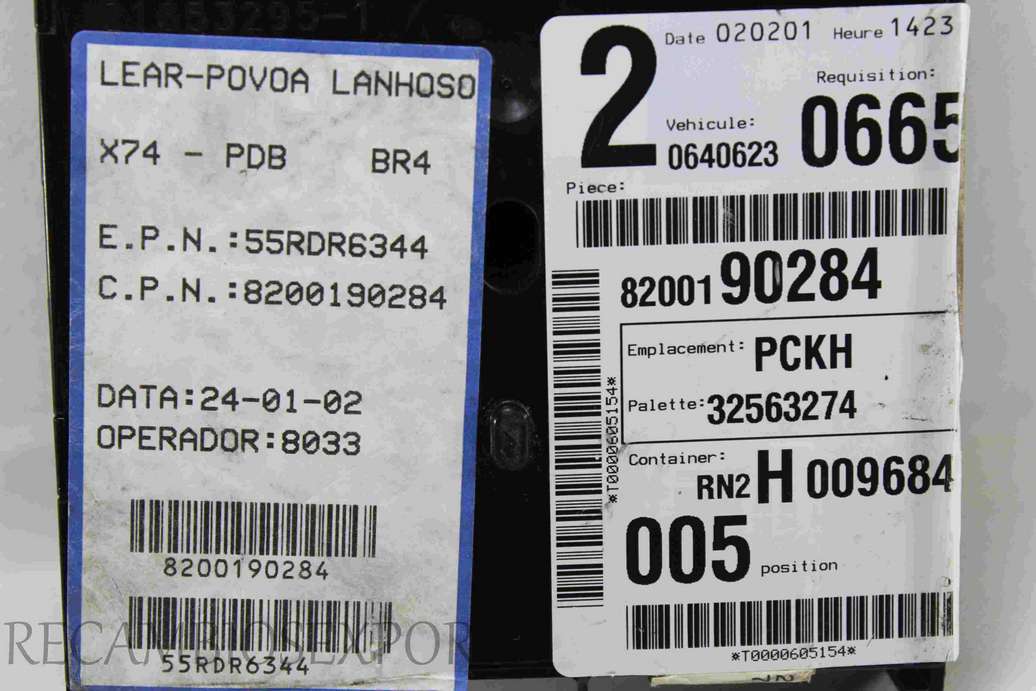 LEAR-POVOA LANHOSO
X74 - PDB BR4
E.P.N.:55RDR6344
C.P.N.:8200190284
DATA:24-01-02
OPERADOR:8033
8200190284
55RDR6344
RECAMBIOSEXPOR
2
Date 020201 Heure 1423
Requisition:
Vehicule:
0640623 0665
Piece:
8200190284
Emplacement: PCKH
Palette: 32563274
*T0000605154*
Container:
RN2 H 009684
005 position
*T0000605154*